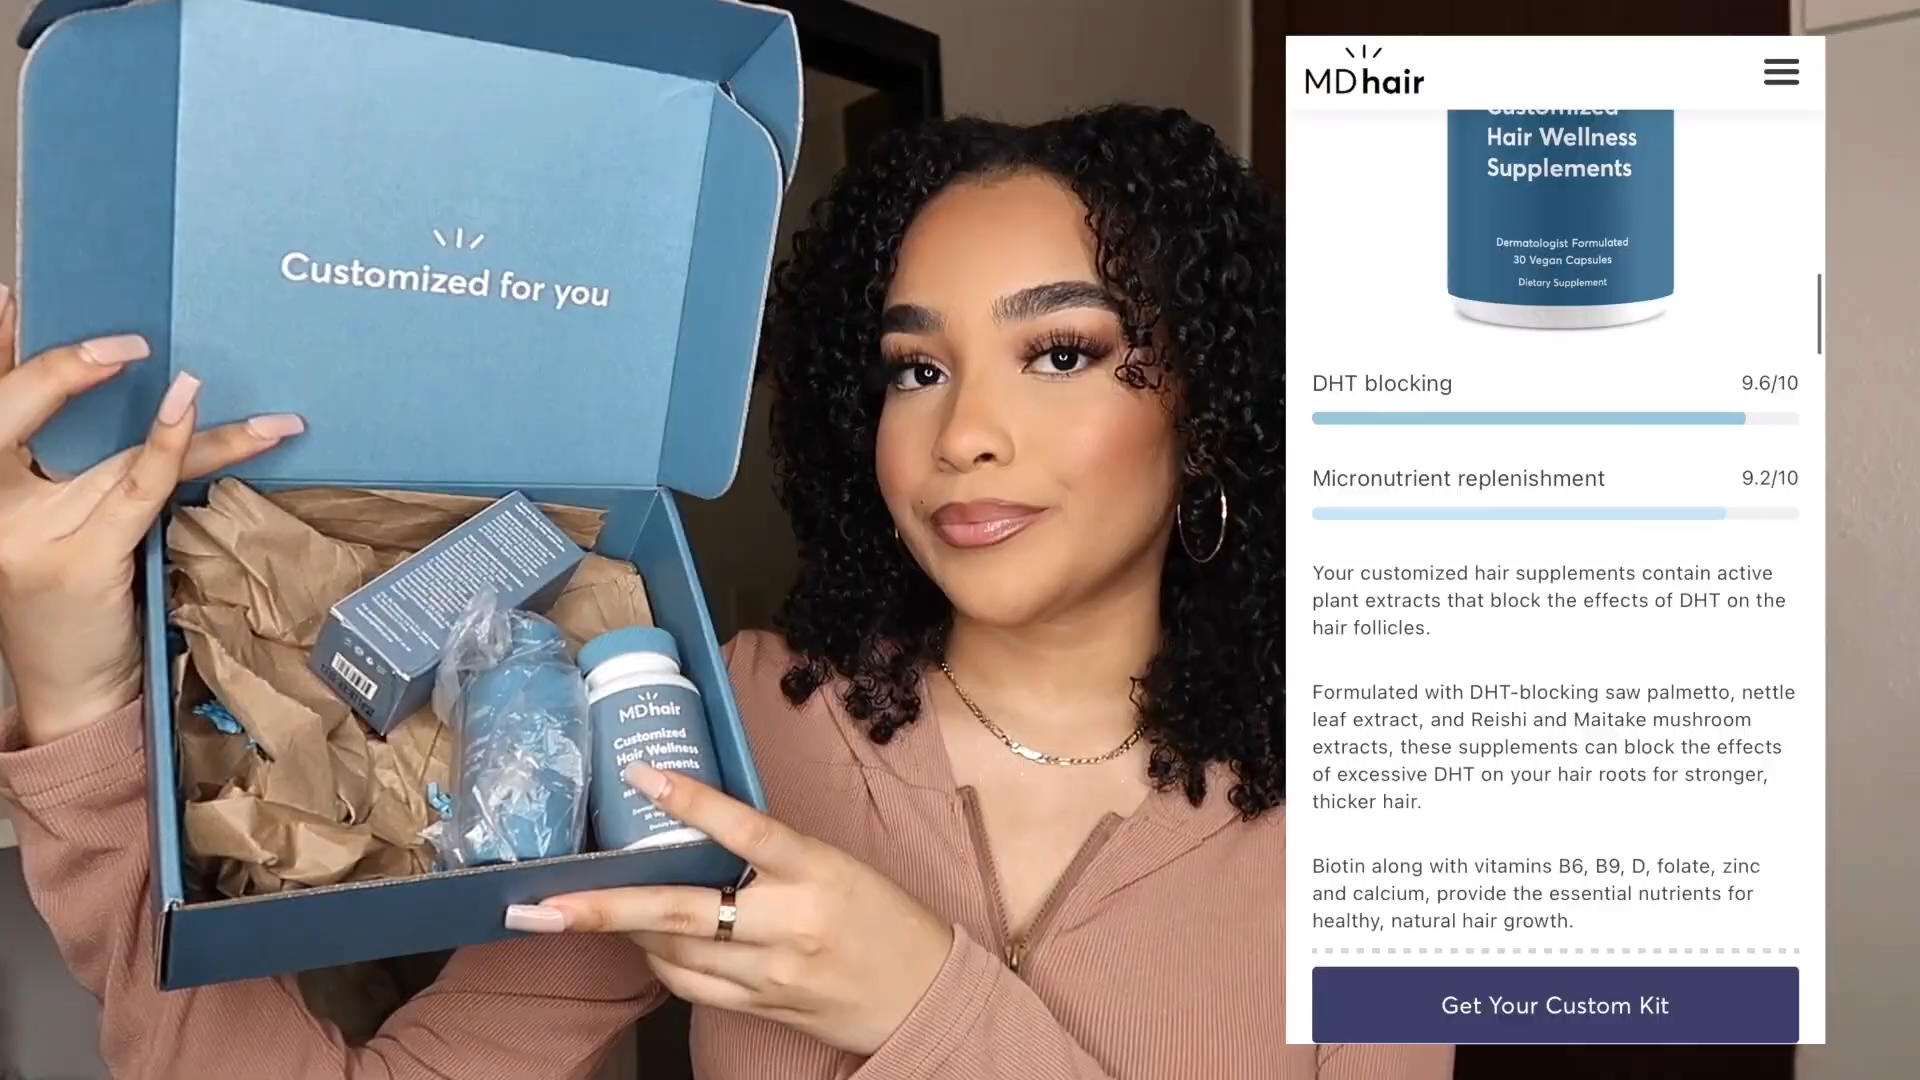 Customized for you
MDhair
Customized
Hair Wellness
MDhair
Customized
Hair Wellness
Supplements
Dermatologist Formulated
30 Vegan Capsules
Dietary Supplement
DHT blocking
9.6/10
Micronutrient replenishment
9.2/10
Your customized hair supplements contain active
plant extracts that block the effects of DHT on the
hair follicles.
Formulated with DHT-blocking saw palmetto, nettle
leaf extract, and Reishi and Maitake mushroom
extracts, these supplements can block the effects
of excessive DHT on your hair roots for stronger,
thicker hair.
Biotin along with vitamins B6, B9, D, folate, zinc
and calcium, provide the essential nutrients for
healthy, natural hair growth.
Get Your Custom Kit